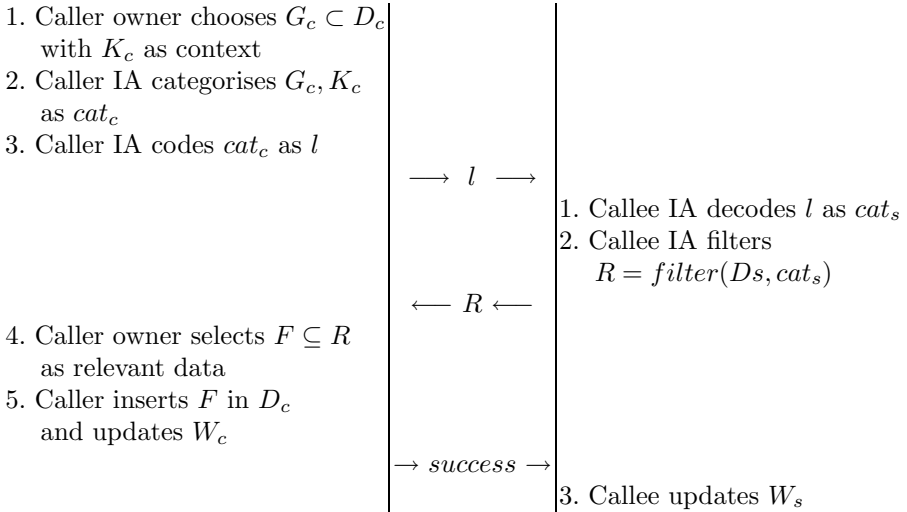 1. Caller owner chooses G_c ⊂ D_c
with K_c as context
2. Caller IA categorises G_c, K_c
as cat_c
3. Caller IA codes cat_c as l
⟶ l ⟶
1. Callee IA decodes l as cat_s
2. Callee IA filters
R = filter(Ds, cat_s)
⟵ R ⟵
4. Caller owner selects F ⊆ R
as relevant data
5. Caller inserts F in D_c
and updates W_c
→ success →
3. Callee updates W_s